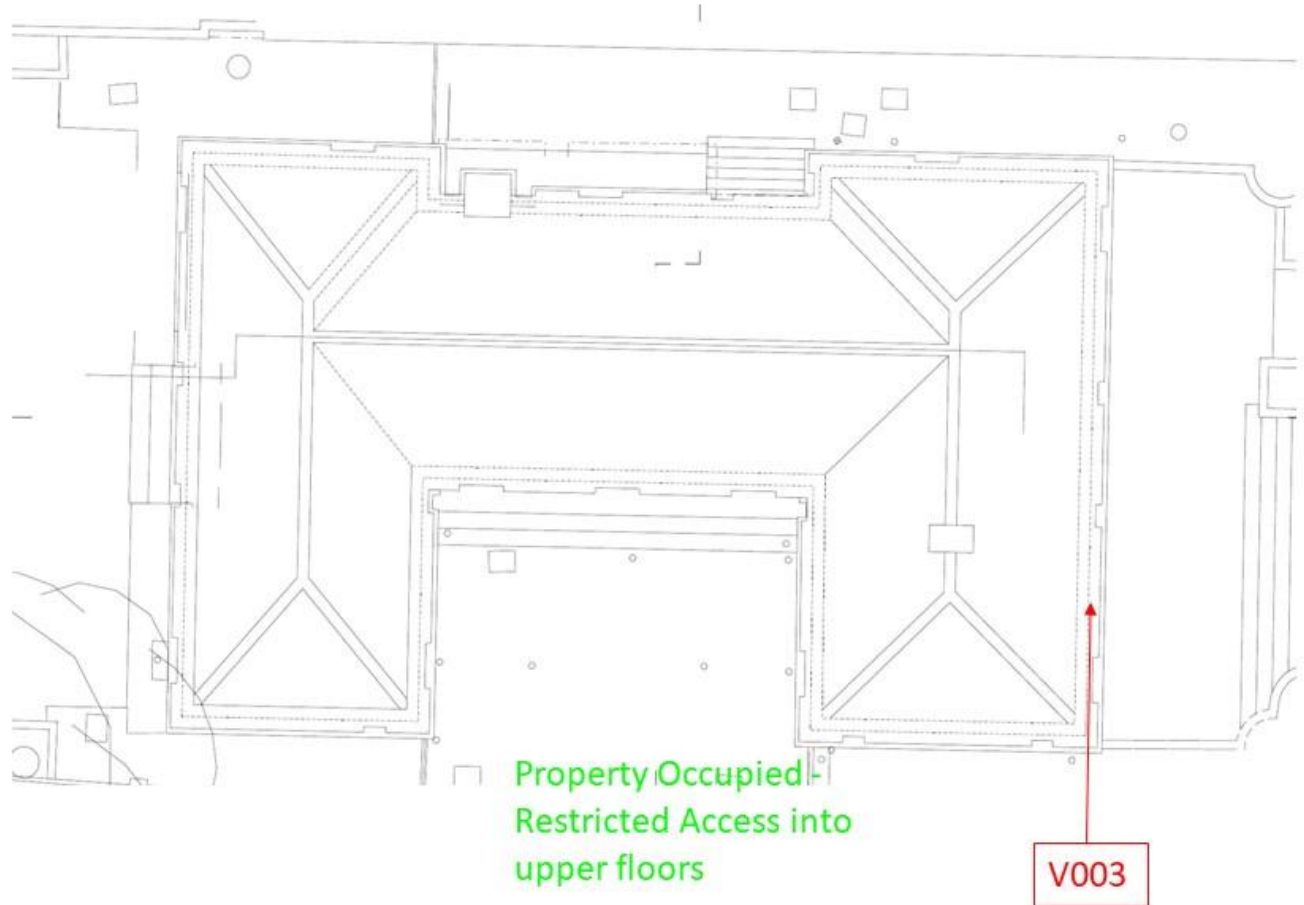 Property Occupied -
Restricted Access into
upper floors
V003